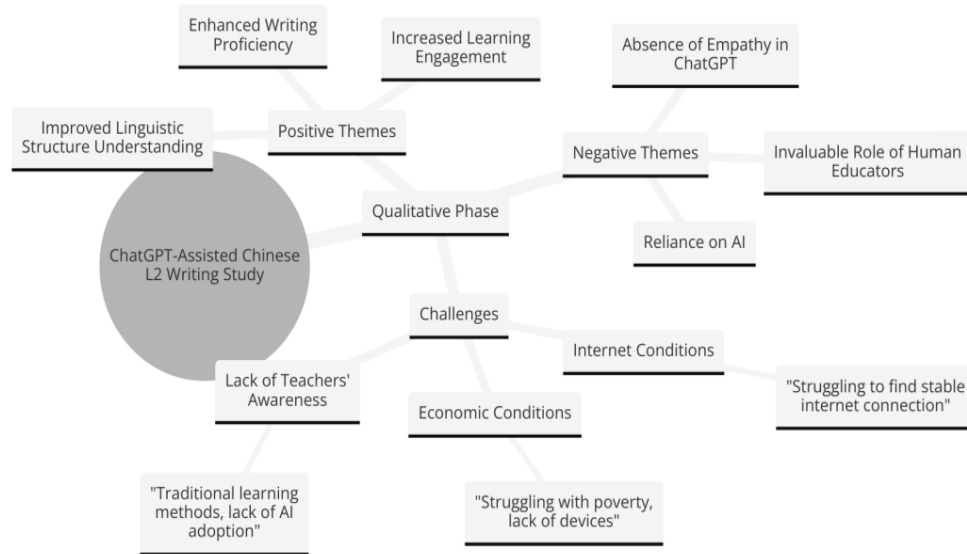 Enhanced Writing
Proficiency
Increased Learning
Engagement
Absence of Empathy in
ChatGPT
Improved Linguistic
Structure Understanding
Positive Themes
Negative Themes
Invaluable Role of Human
Educators
Qualitative Phase
Reliance on AI
ChatGPT-Assisted Chinese
L2 Writing Study
Challenges
Internet Conditions
Lack of Teachers'
Awareness
Economic Conditions
"Struggling to find stable
internet connection"
"Traditional learning
methods, lack of AI
adoption"
"Struggling with poverty,
lack of devices"